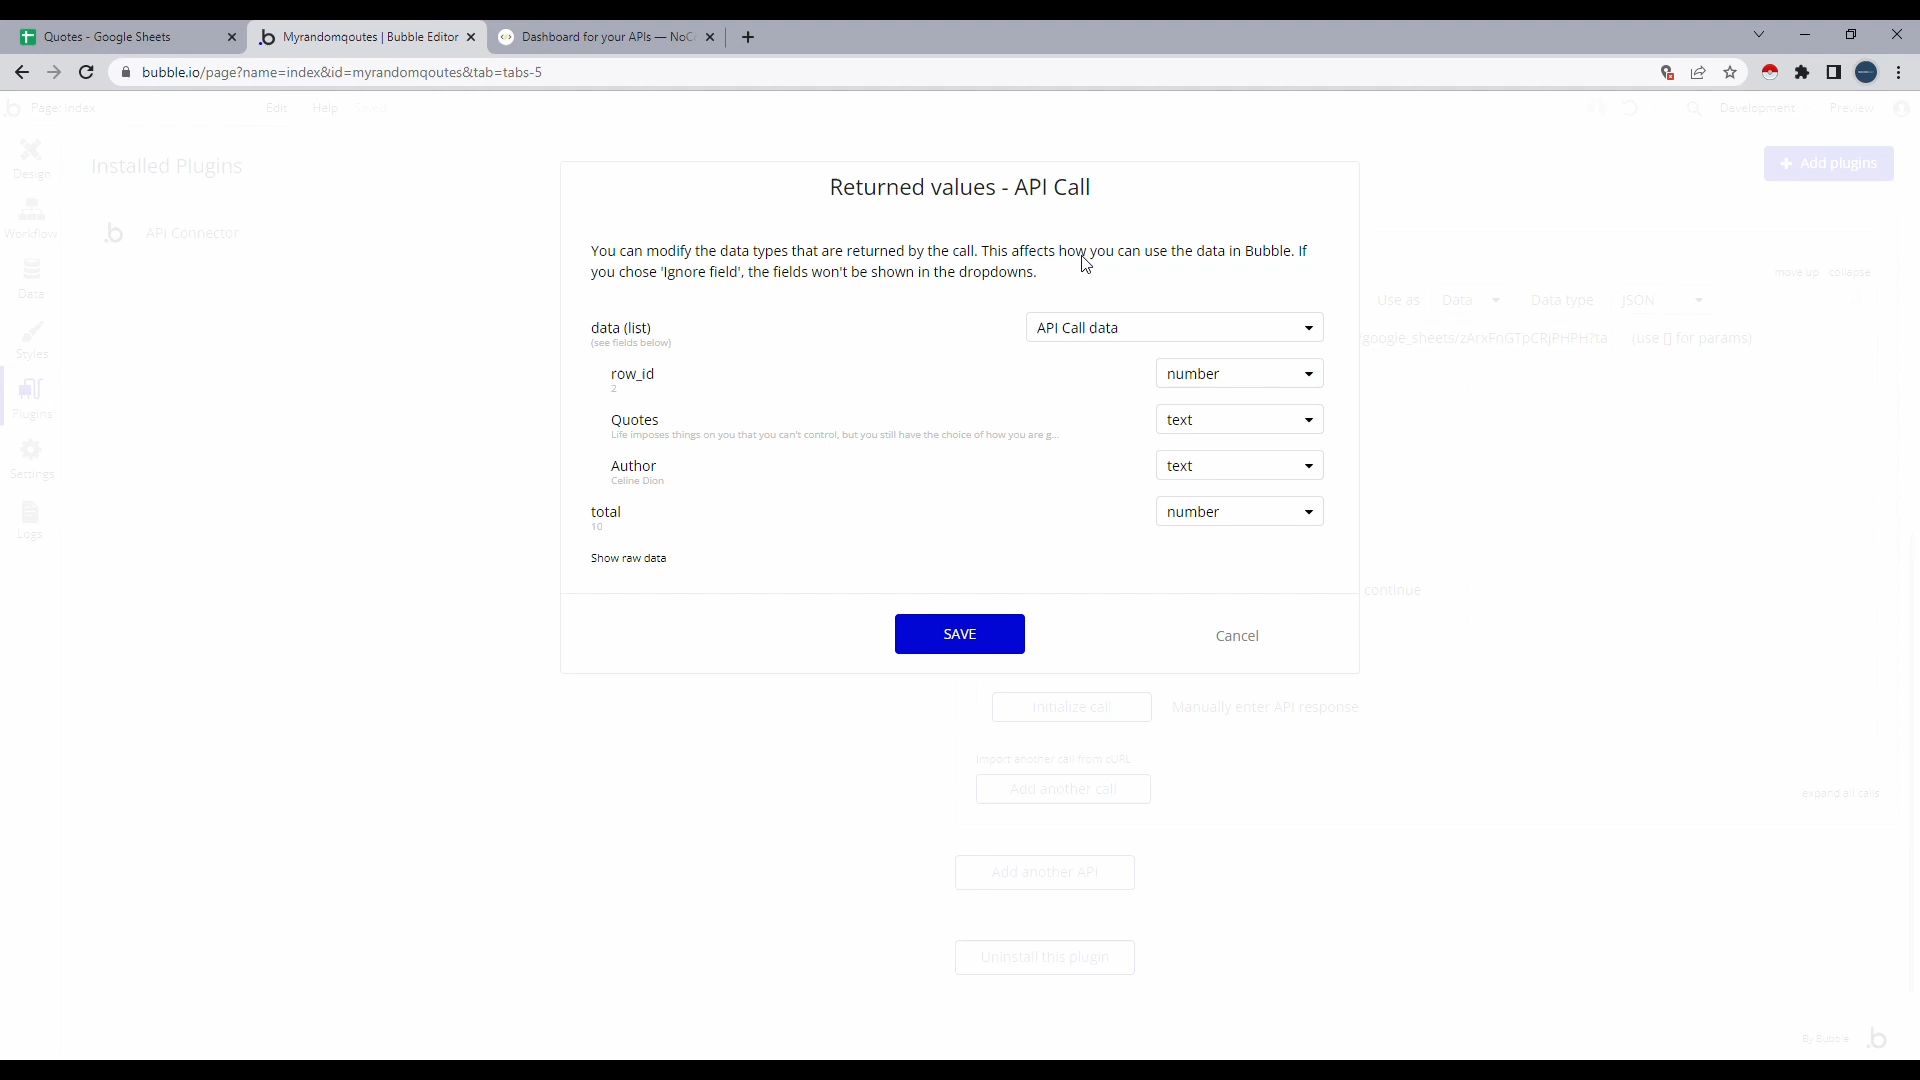 Quotes - Google Sheets
Myrandomqoutes | Bubble Editor
Dashboard for your APIs — NoC
bubble.io/page?name=index&id=myrandomqoutes&tab=tabs-5
Page: index
Edit
Help
Saved
Development
Preview
Design
Workflow
Data
Styles
Plugins
Settings
Logs
Installed Plugins
+ Add plugins
API Connector
Returned values - API Call
You can modify the data types that are returned by the call. This affects how you can use the data in Bubble. If
you chose 'Ignore field', the fields won't be shown in the dropdowns.
move up collapse
Use as Data Data type JSON
/google_sheets/zArxFnGTpCRjPHPH?ta (use [] for params)
data (list) API Call data
(see fields below)
row_id number
2
Quotes text
Life imposes things on you that you can't control, but you still have the choice of how you are g...
Author text
Celine Dion
total number
10
Show raw data
continue
SAVE
Cancel
Initialize call Manually enter API response
Import another call from cURL
Add another call
expand all calls
Add another API
Uninstall this plugin
By Bubble